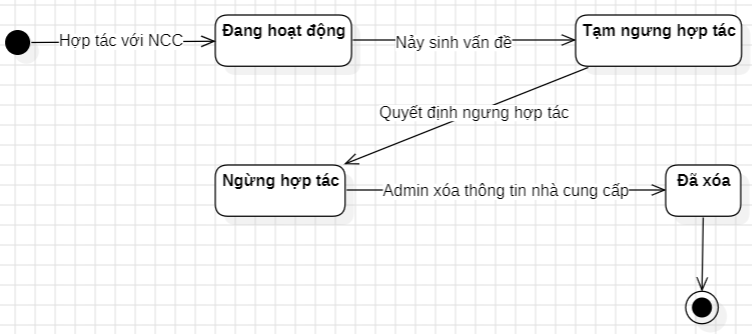 Hợp tác với NCC
Đang hoạt động
Nảy sinh vấn đề
Tạm ngưng hợp tác
Quyết định ngưng hợp tác
Ngừng hợp tác
Admin xóa thông tin nhà cung cấp
Đã xóa